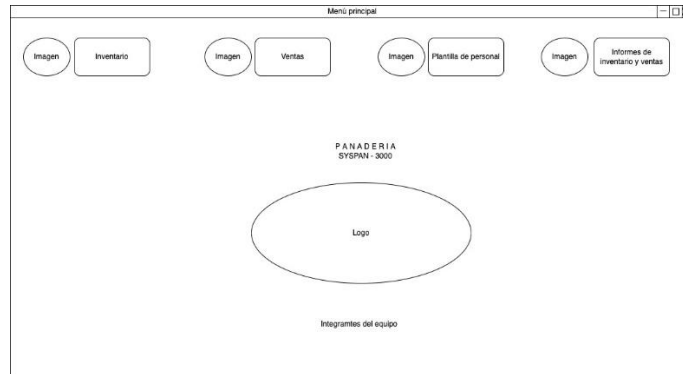 Menú principal
Imagen Inventario Imagen Ventas Imagen Plantilla de personal Imagen Informes de
inventario y ventas
P A N A D E R I A
SYSPAN - 3000
Logo
Integramtes del equipo